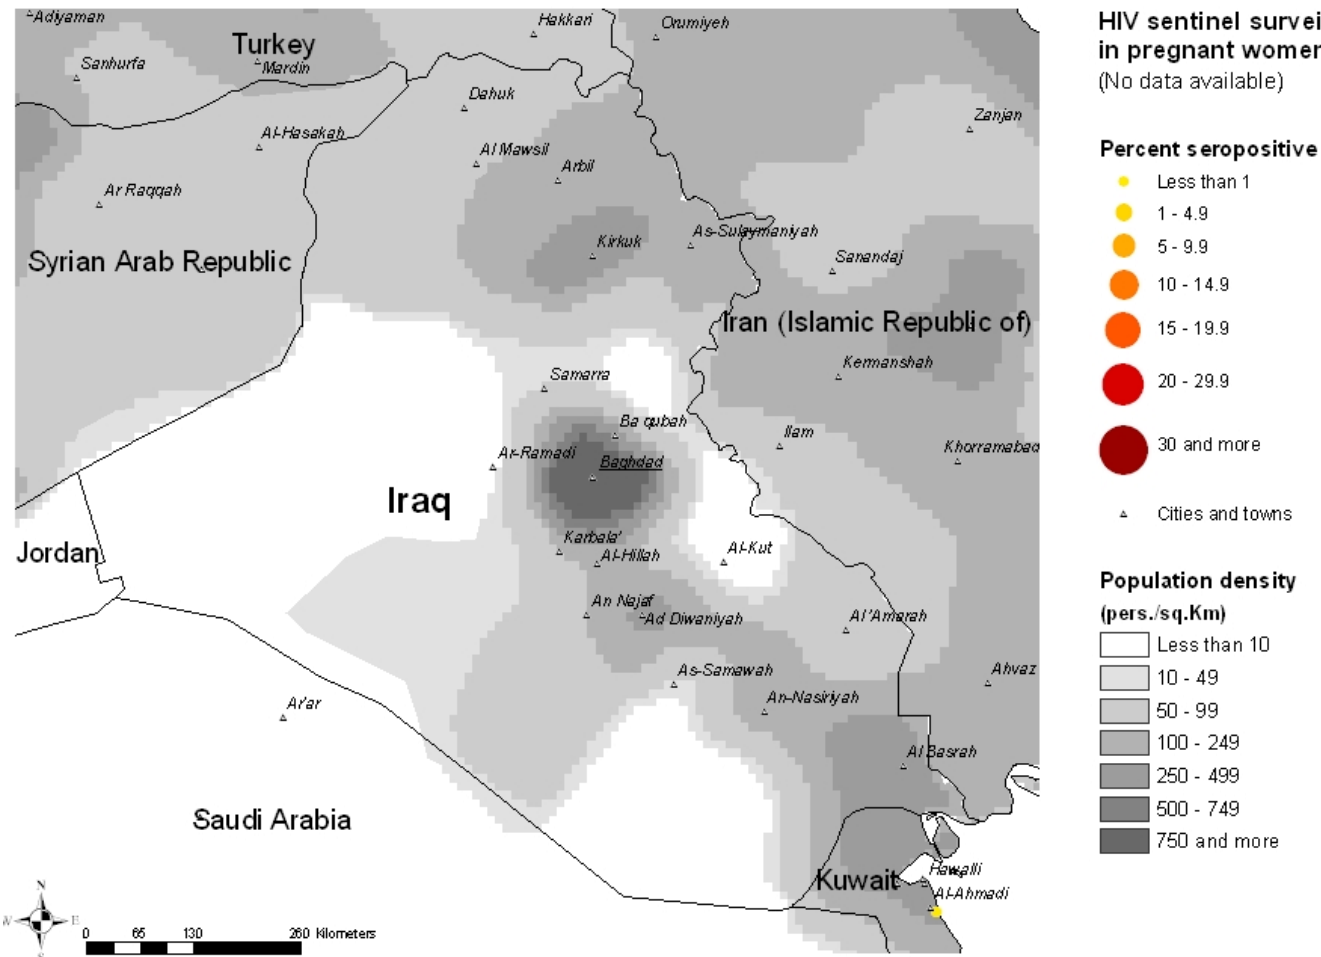 Adiyaman
Hakkari
Orumiyeh
Turkey
Sanhurfa
Mardin
Dahuk
Zanjan
Al-Hasakah
Al Mawsil
Arbil
Ar Raqqah
As-Sulaymaniyah
Kirkuk
Syrian Arab Republic
Sanandaj
Iran (Islamic Republic of)
Kermanshah
Samarra
Ba qubah
Ilam
Khorramabad
Ar-Ramadi
Baghdad
Iraq
Karbala'
Al-Hillah
Al-Kut
Jordan
An Najaf
Ad Diwaniyah
Al'Amarah
As-Samawah
Ahvaz
An-Nasiriyah
Ar'ar
Al Basrah
Saudi Arabia
Hawalli
Kuwait
Al-Ahmadi
N
W E
S
0 65 130 260 Kilometers
HIV sentinel survei
in pregnant womer
(No data available)
Percent seropositive
Less than 1
1 - 4.9
5 - 9.9
10 - 14.9
15 - 19.9
20 - 29.9
30 and more
Cities and towns
Population density
(pers./sq.Km)
Less than 10
10 - 49
50 - 99
100 - 249
250 - 499
500 - 749
750 and more